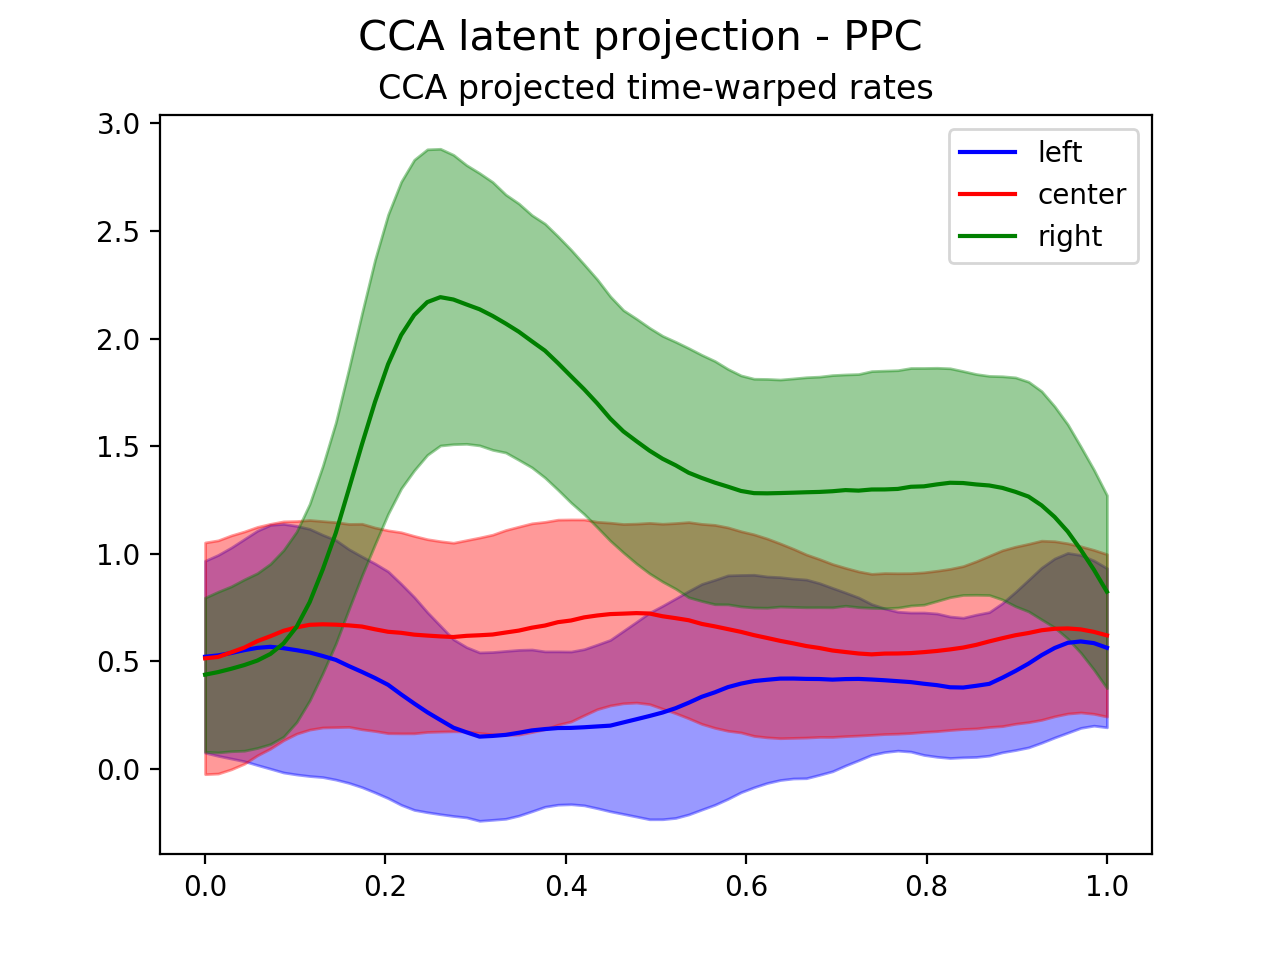 CCA latent projection - PPC
CCA projected time-warped rates
3.0
2.5
2.0
1.5
1.0
0.5
0.0
left
center
right
0.0 0.2 0.4 0.6 0.8 1.0